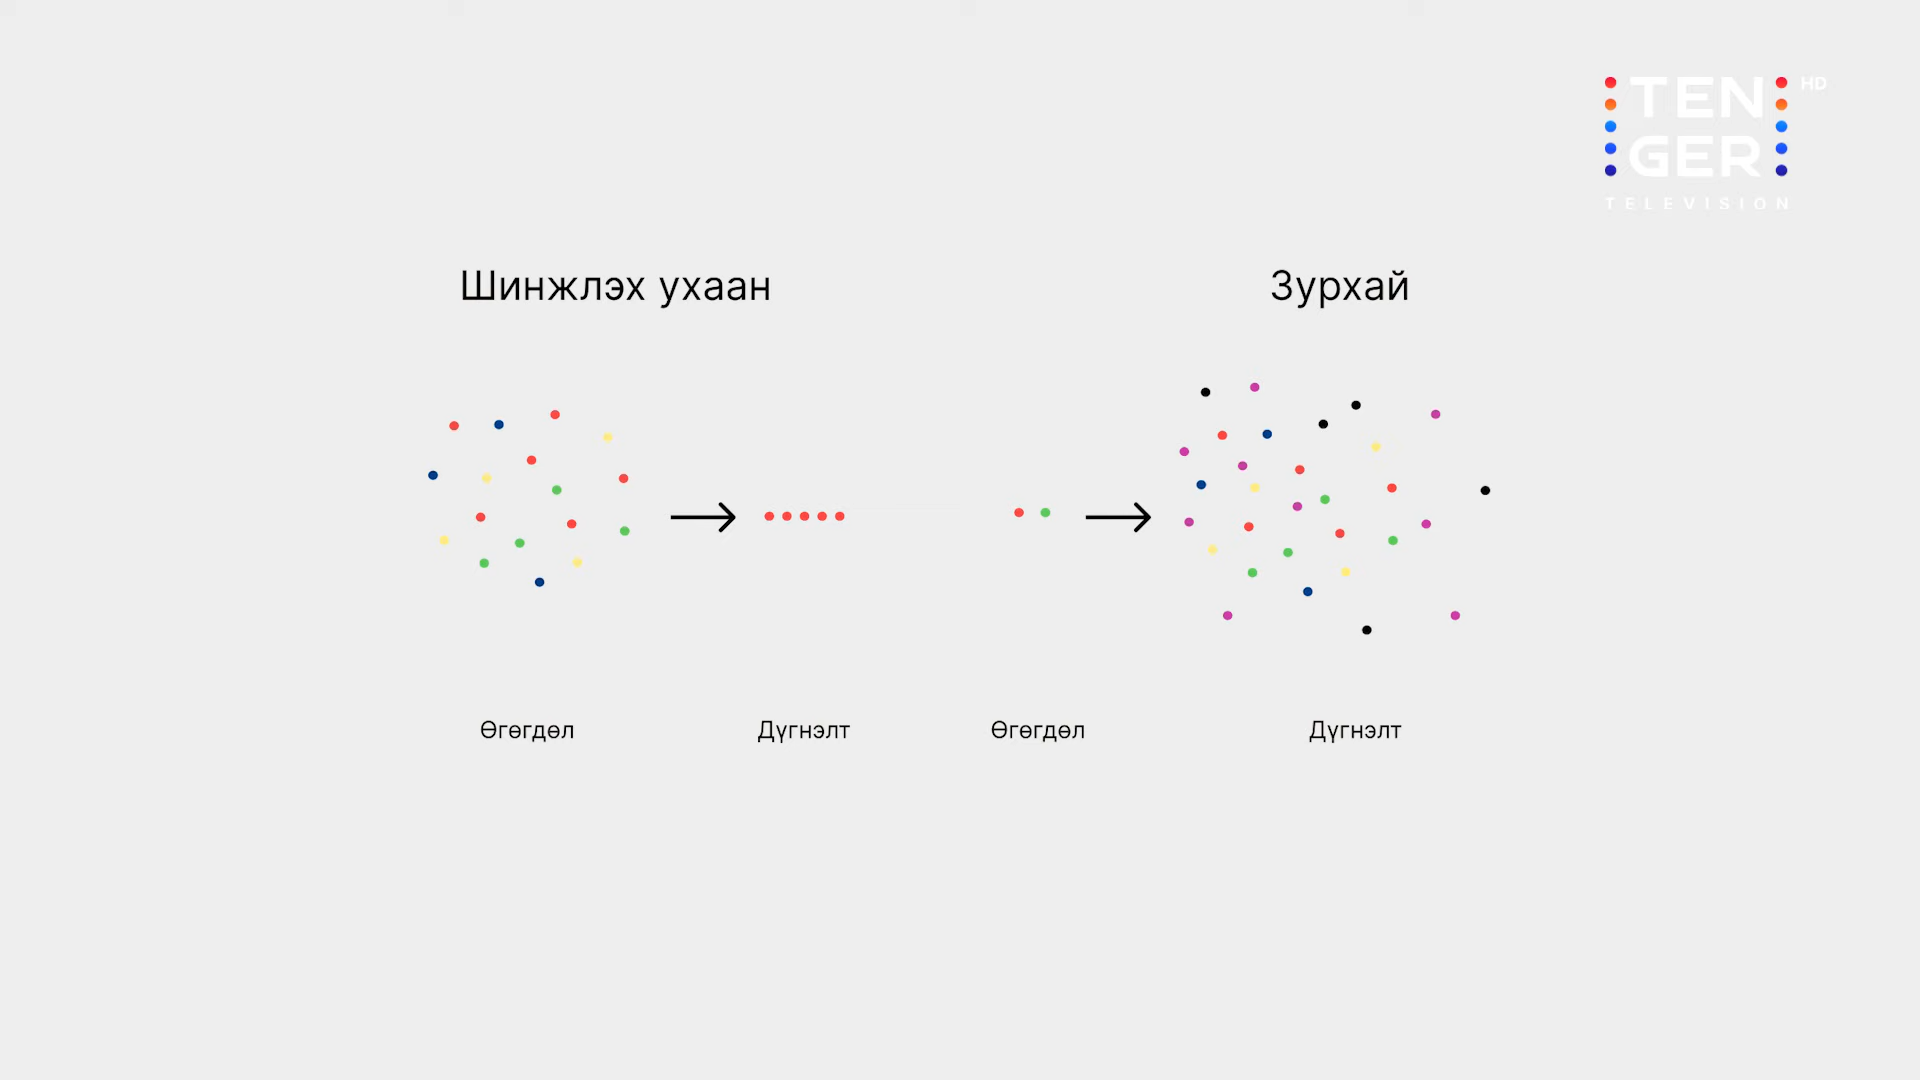 TEN
GER
HD
TELEVISION
Шинжлэх ухаан
Зурхай
Өгөгдөл
Дүгнэлт
Өгөгдөл
Дүгнэлт